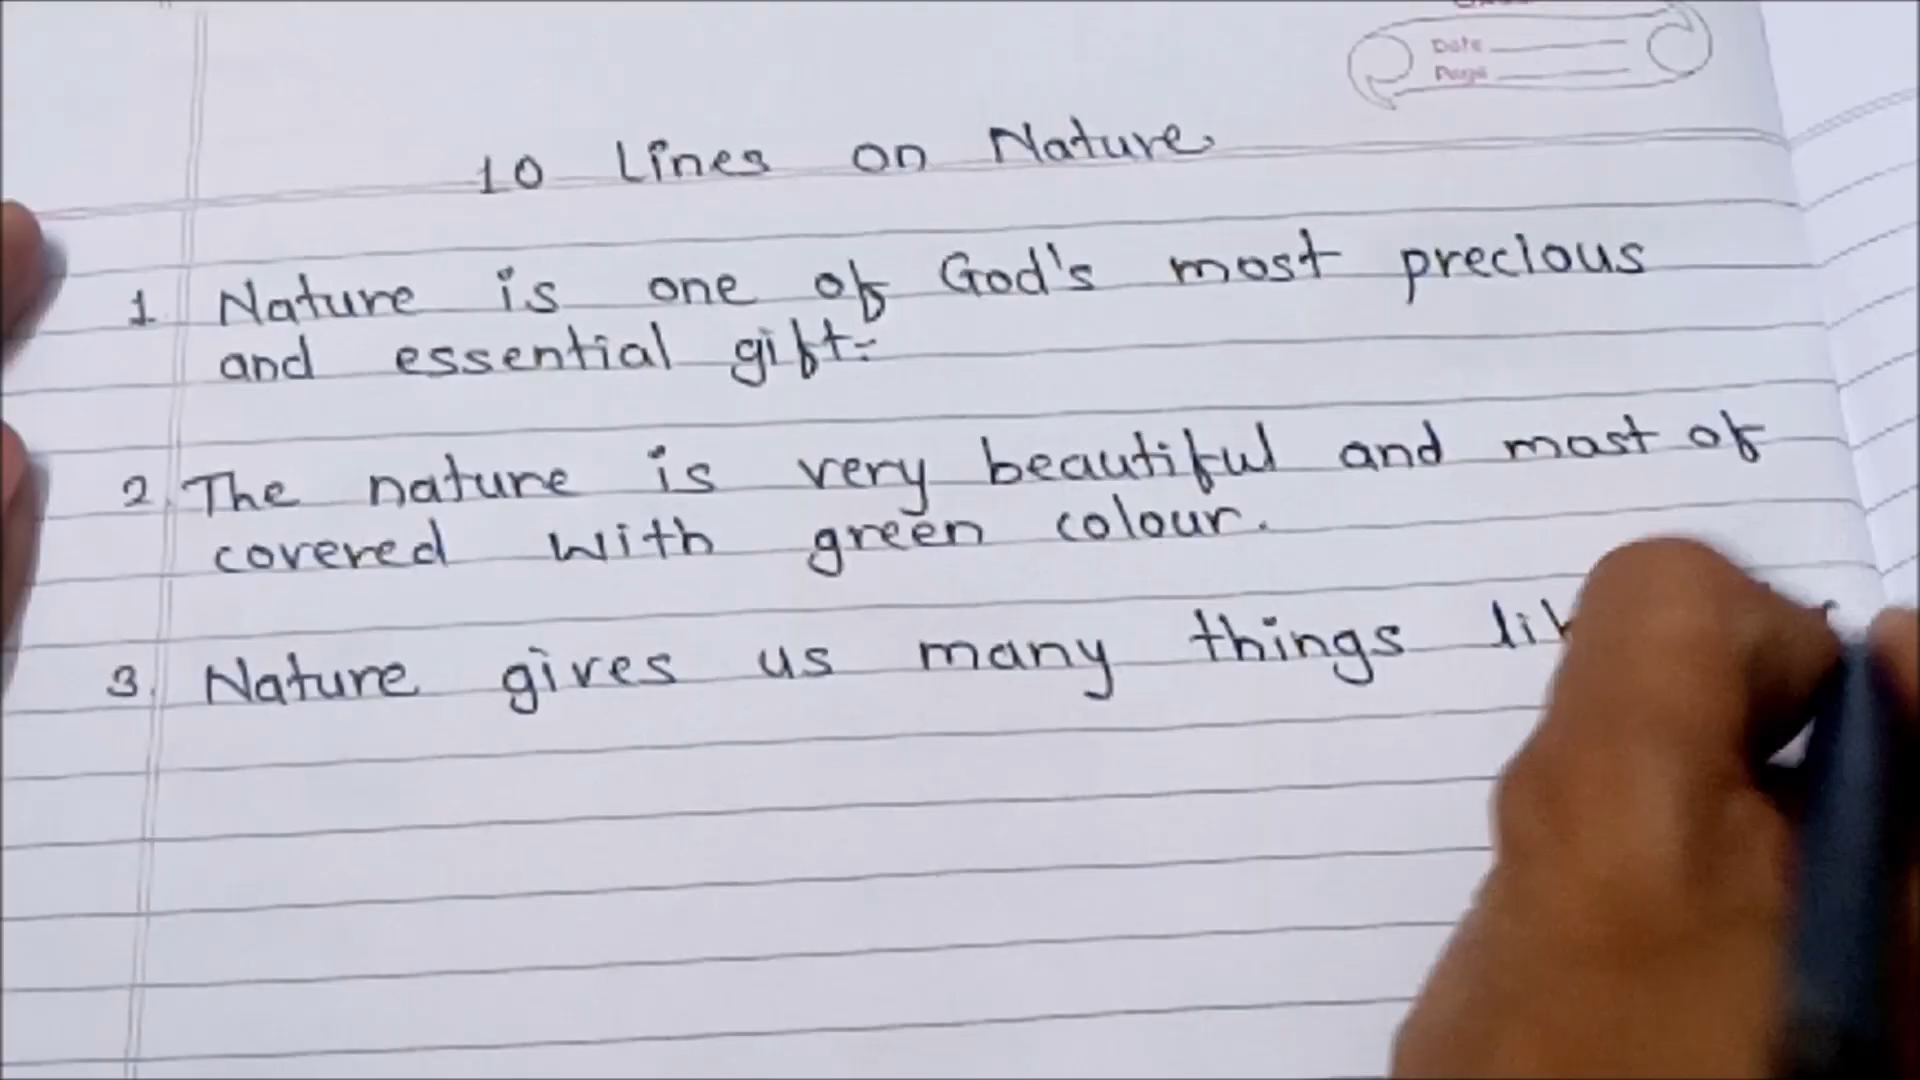 Date
Page
10 Lines on Nature
1. Nature is one of God's most precious
and essential gift:
2. The nature is very beautiful and most of
covered with green colour.
3. Nature gives us many things